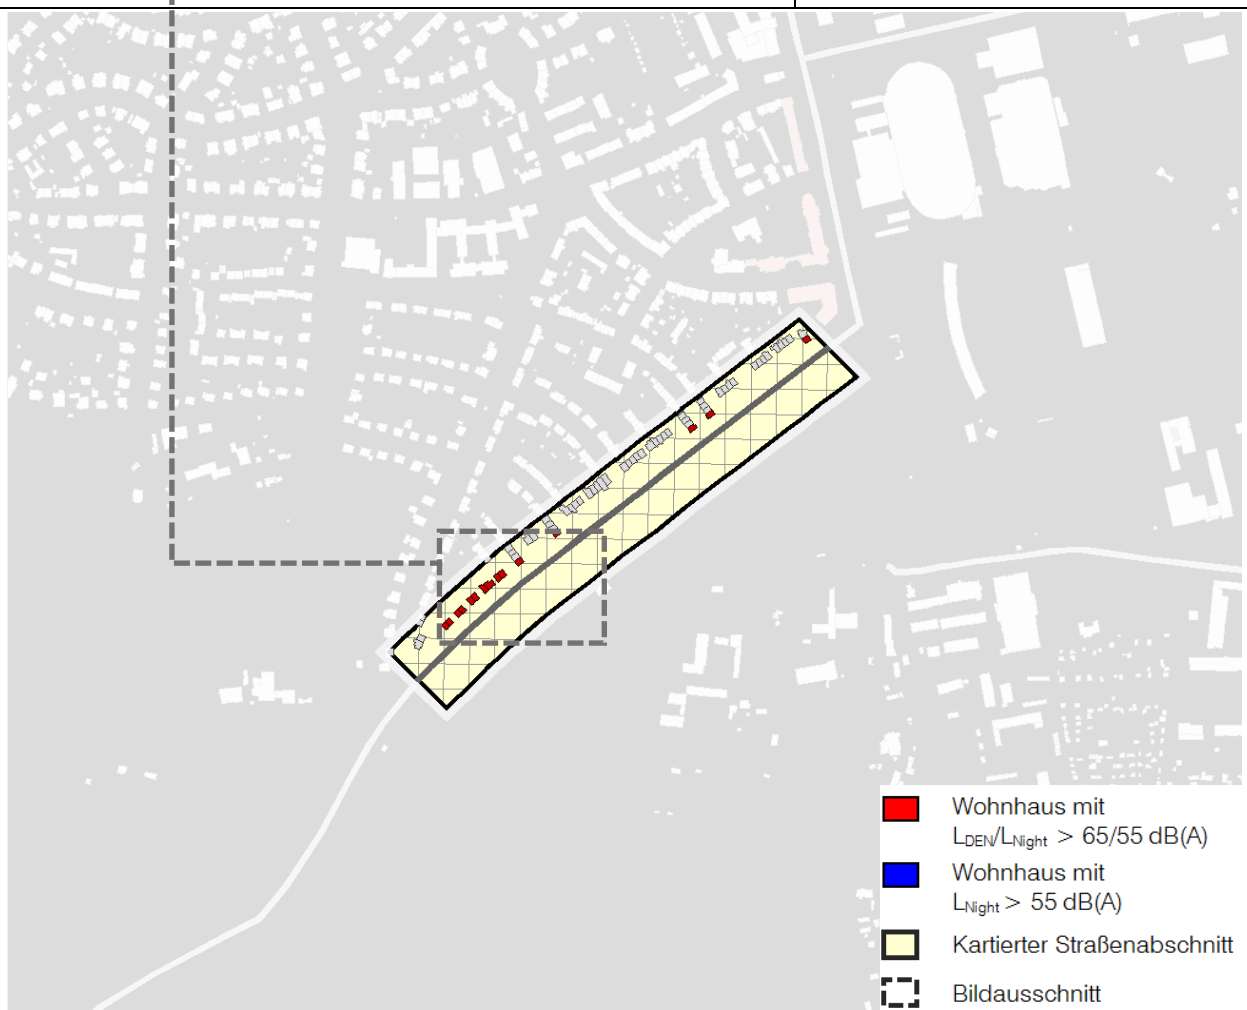 Wohnhaus mit
LDEN/LNight > 65/55 dB(A)
Wohnhaus mit
LNight > 55 dB(A)
Kartierter Straßenabschnitt
Bildausschnitt